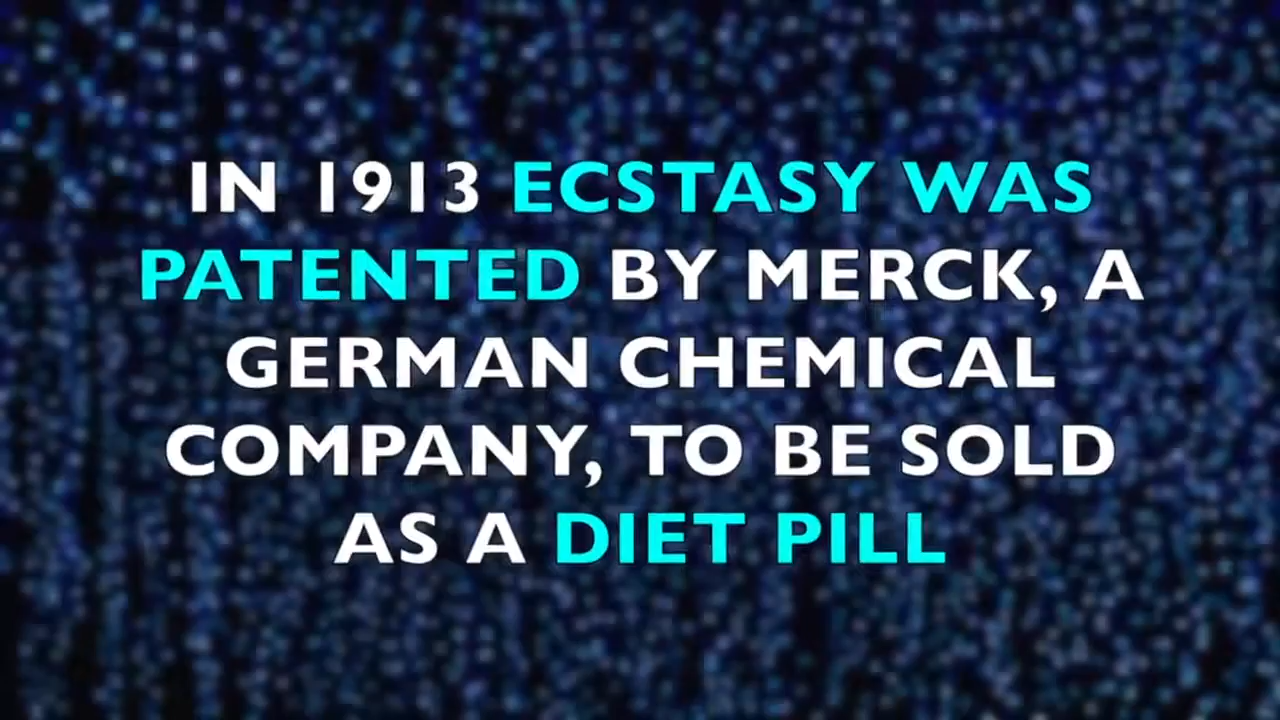 IN 1913 ECSTASY WAS
PATENTED BY MERCK, A
GERMAN CHEMICAL
COMPANY, TO BE SOLD
AS A DIET PILL